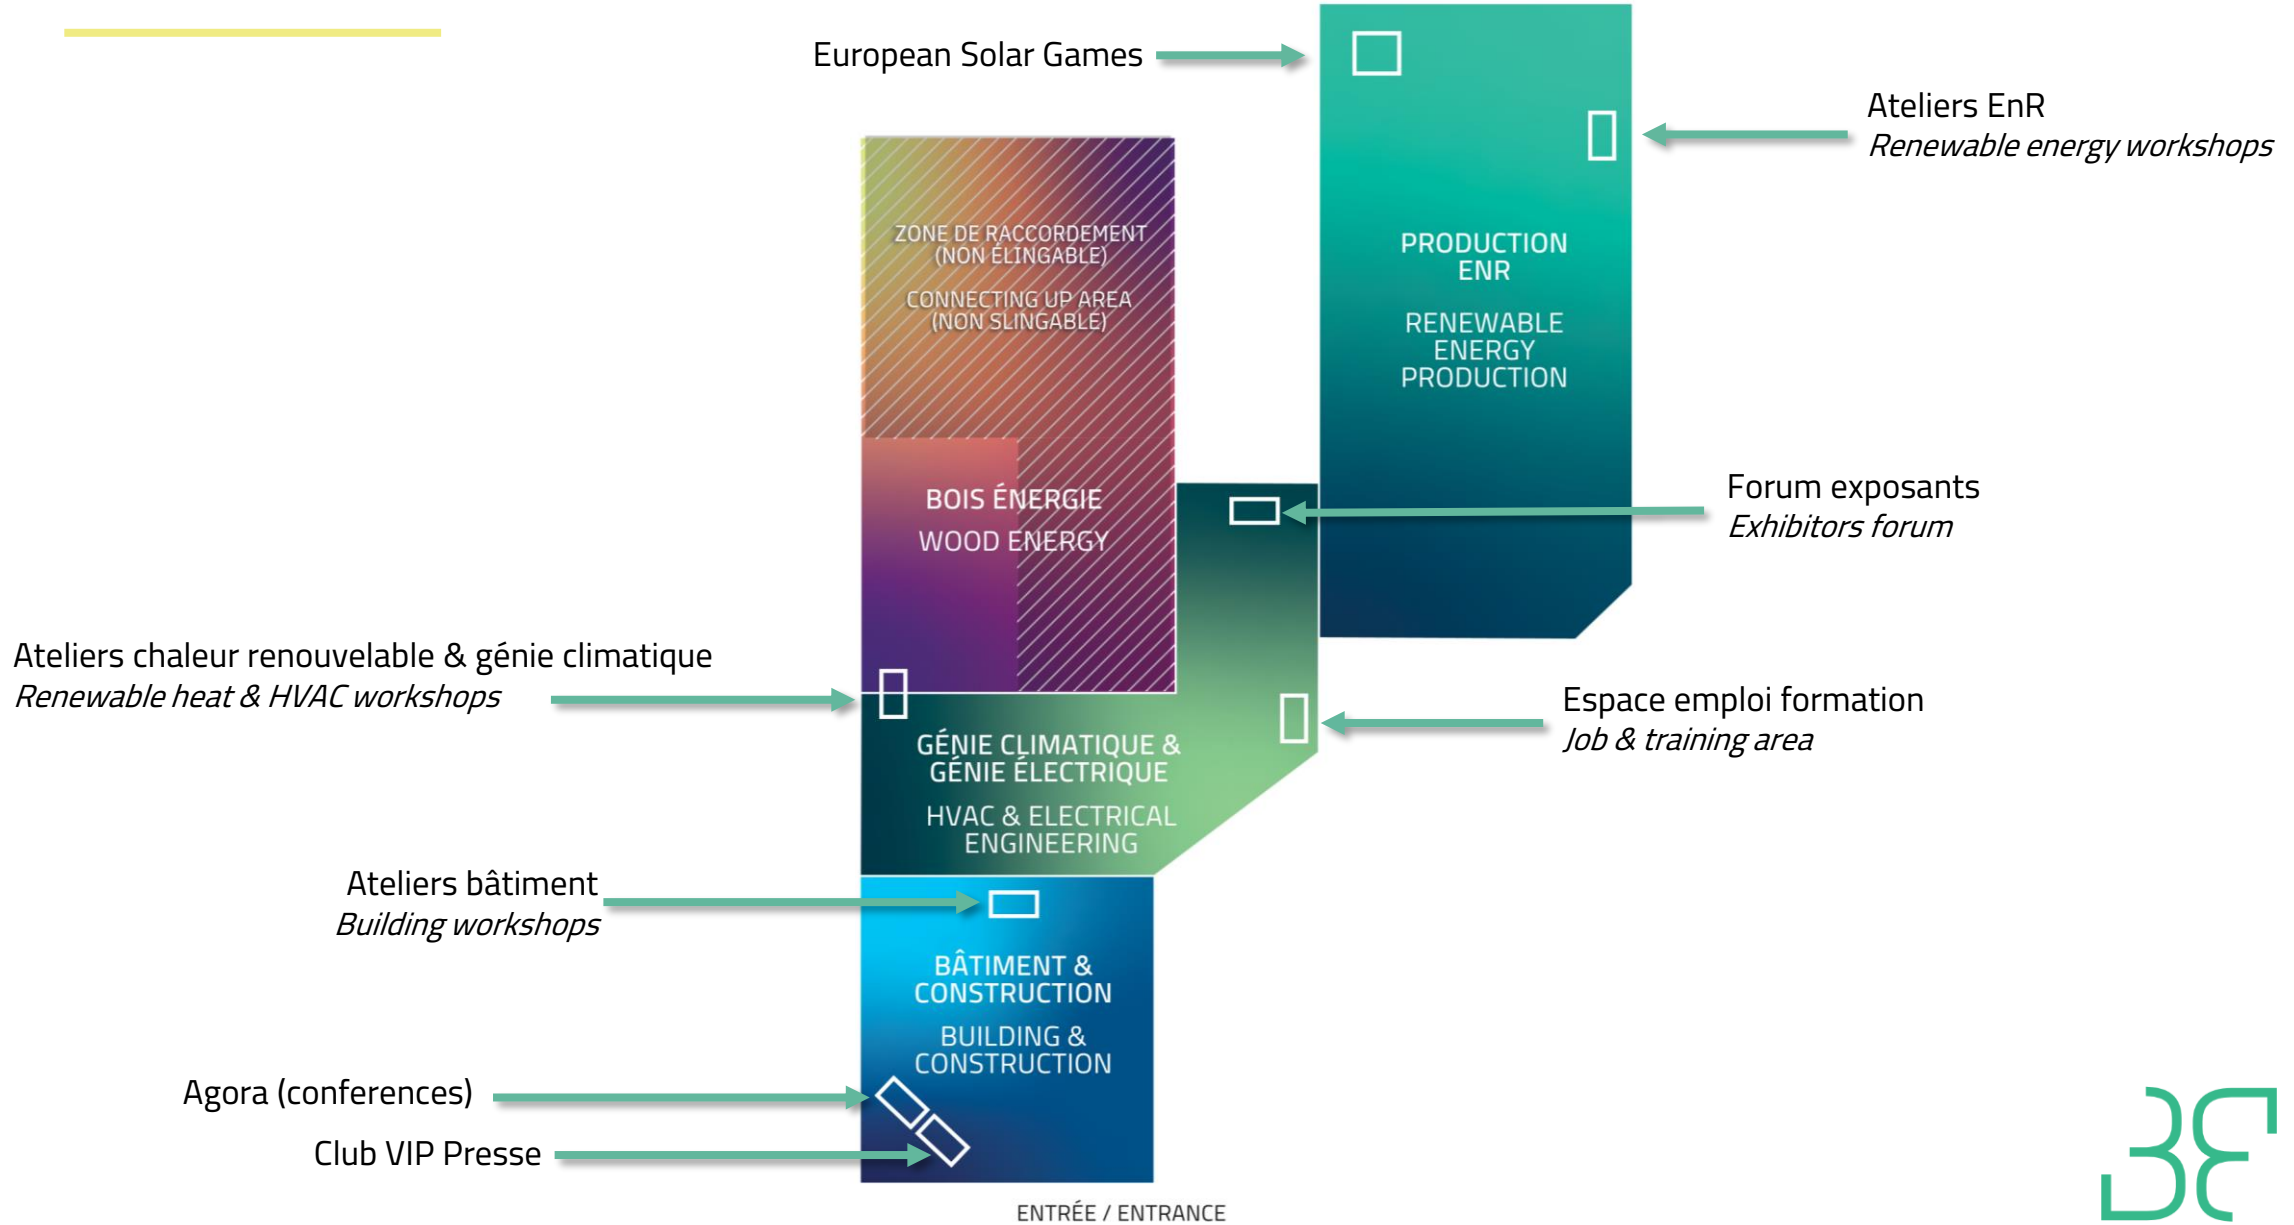 European Solar Games
Ateliers EnR
Renewable energy workshops
ZONE DE RACCORDEMENT
(NON ÉLINGABLE)
CONNECTING UP AREA
(NON SLINGABLE)
PRODUCTION
ENR
RENEWABLE
ENERGY
PRODUCTION
BOIS ÉNERGIE
WOOD ENERGY
Forum exposants
Exhibitors forum
Ateliers chaleur renouvelable & génie climatique
Renewable heat & HVAC workshops
Espace emploi formation
Job & training area
GÉNIE CLIMATIQUE &
GÉNIE ÉLECTRIQUE
HVAC & ELECTRICAL
ENGINEERING
Ateliers bâtiment
Building workshops
BÂTIMENT &
CONSTRUCTION
BUILDING &
CONSTRUCTION
Agora (conferences)
Club VIP Presse
ENTRÉE / ENTRANCE